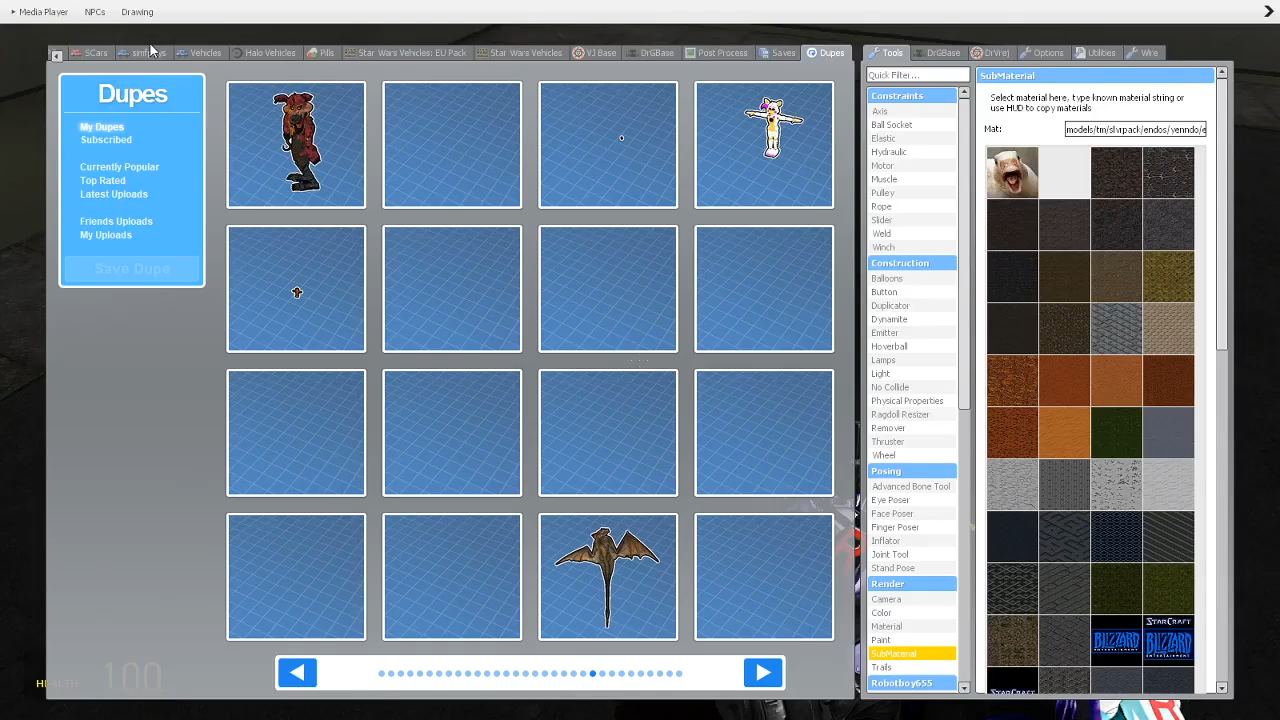 Media Player NPCs Drawing
SCars simfphys Vehicles Halo Vehicles Pills Star Wars Vehicles: EU Pack Star Wars Vehicles VJ Base DrGBase Post Process Saves Dupes
Dupes
My Dupes
Subscribed
Currently Popular
Top Rated
Latest Uploads
Friends Uploads
My Uploads
Save Dupe
HEALTH 100
Tools DrGBase DrVrej Options Utilities Wire
Quick Filter...
Constraints
Axis
Ball Socket
Elastic
Hydraulic
Motor
Muscle
Pulley
Rope
Slider
Weld
Winch
Construction
Balloons
Button
Duplicator
Dynamite
Emitter
Hoverball
Lamps
Light
No Collide
Physical Properties
Ragdoll Resizer
Remover
Thruster
Wheel
Posing
Advanced Bone Tool
Eye Poser
Face Poser
Finger Poser
Inflator
Joint Tool
Stand Pose
Render
Camera
Color
Material
Paint
SubMaterial
Trails
Robotboy655
SubMaterial
Select material here, type known material string or
use HUD to copy materials
Mat: models/tm/slvrpack/endos/yenndo/e
BLIZZARD
ENTERTAINMENT
STARCRAFT
BLIZZARD
ENTERTAINMENT
STARCRAFT